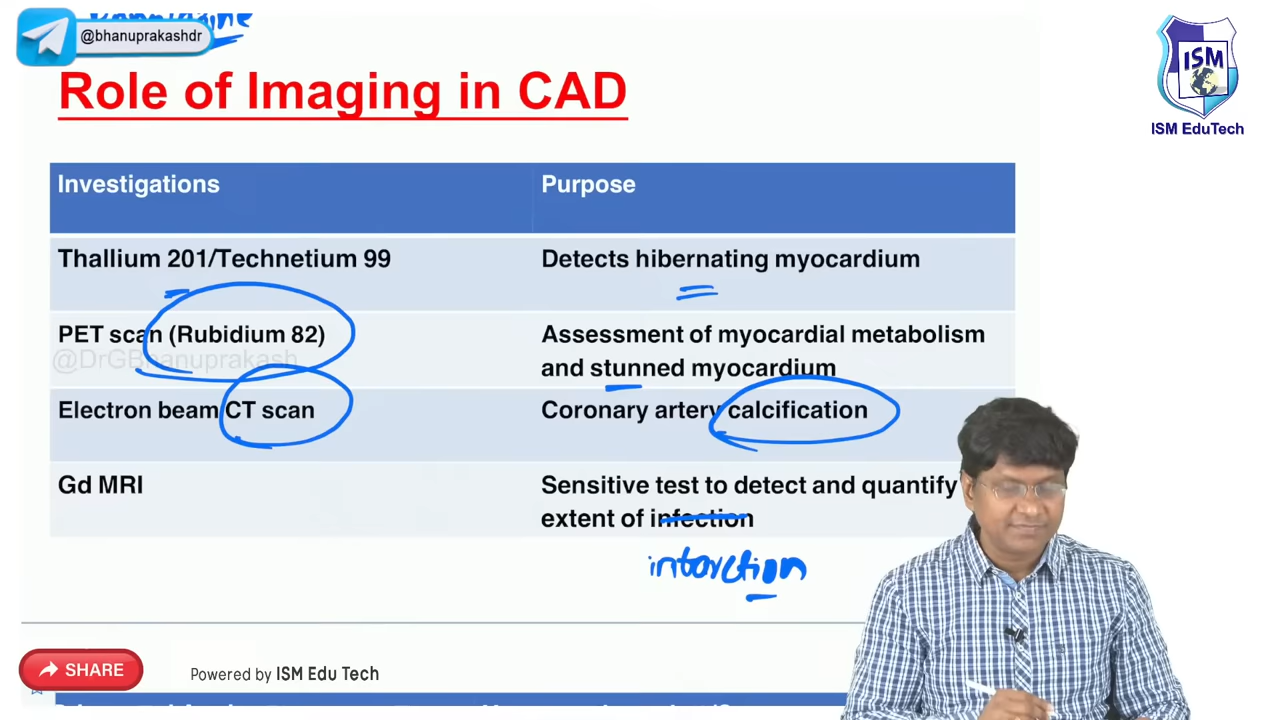 @bhanuprakashdr
Role of Imaging in CAD
ISM
ISM EduTech
Investigations Purpose
Thallium 201/Technetium 99 Detects hibernating myocardium
PET scan (Rubidium 82) Assessment of myocardial metabolism
and stunned myocardium
@DrGBhanuprakash
Electron beam CT scan Coronary artery calcification
Gd MRI Sensitive test to detect and quantify
extent of infection
infarction
SHARE
Powered by ISM Edu Tech